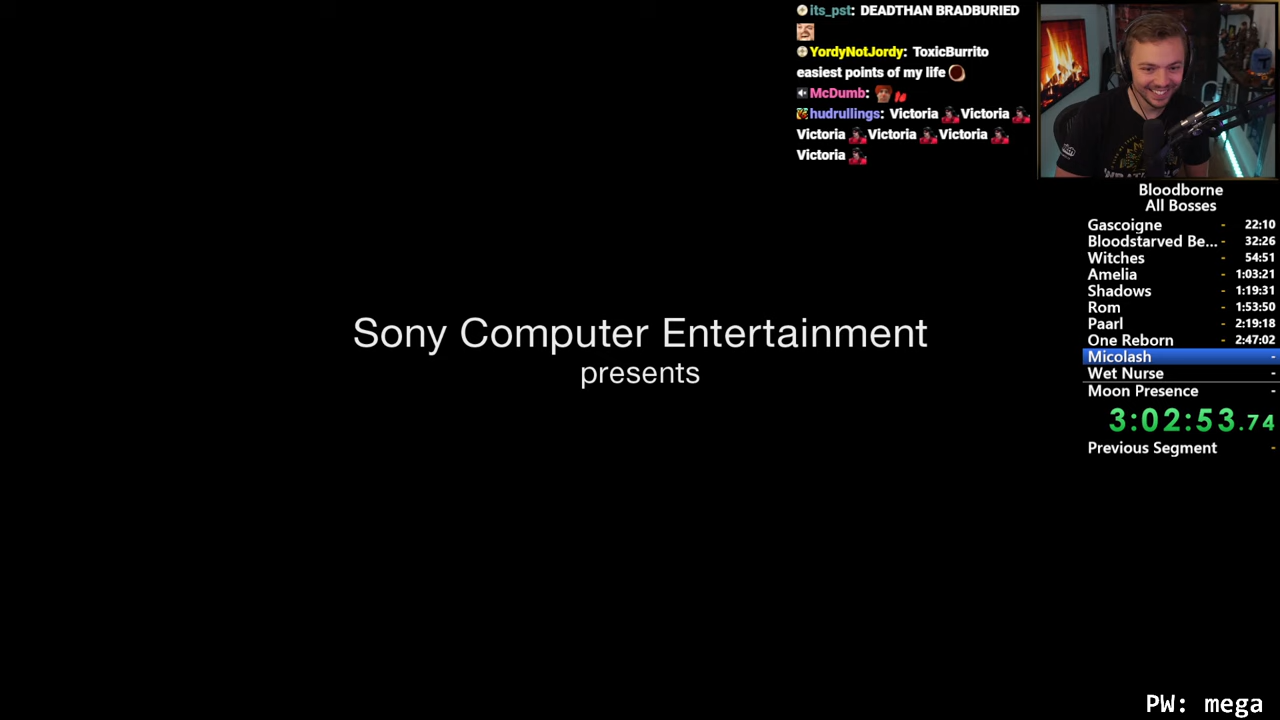 its_pst: DEADTHAN BRADBURIED
YordyNotJordy: ToxicBurrito
easiest points of my life
McDumb:
hudrullings: Victoria Victoria
Victoria Victoria Victoria
Victoria
Sony Computer Entertainment
presents
Bloodborne
All Bosses
Gascoigne - 22:10
Bloodstarved Be... - 32:26
Witches - 54:51
Amelia - 1:03:21
Shadows - 1:19:31
Rom - 1:53:50
Paarl - 2:19:18
One Reborn - 2:47:02
Micolash -
Wet Nurse -
Moon Presence -
3:02:53.74
Previous Segment -
PW: mega